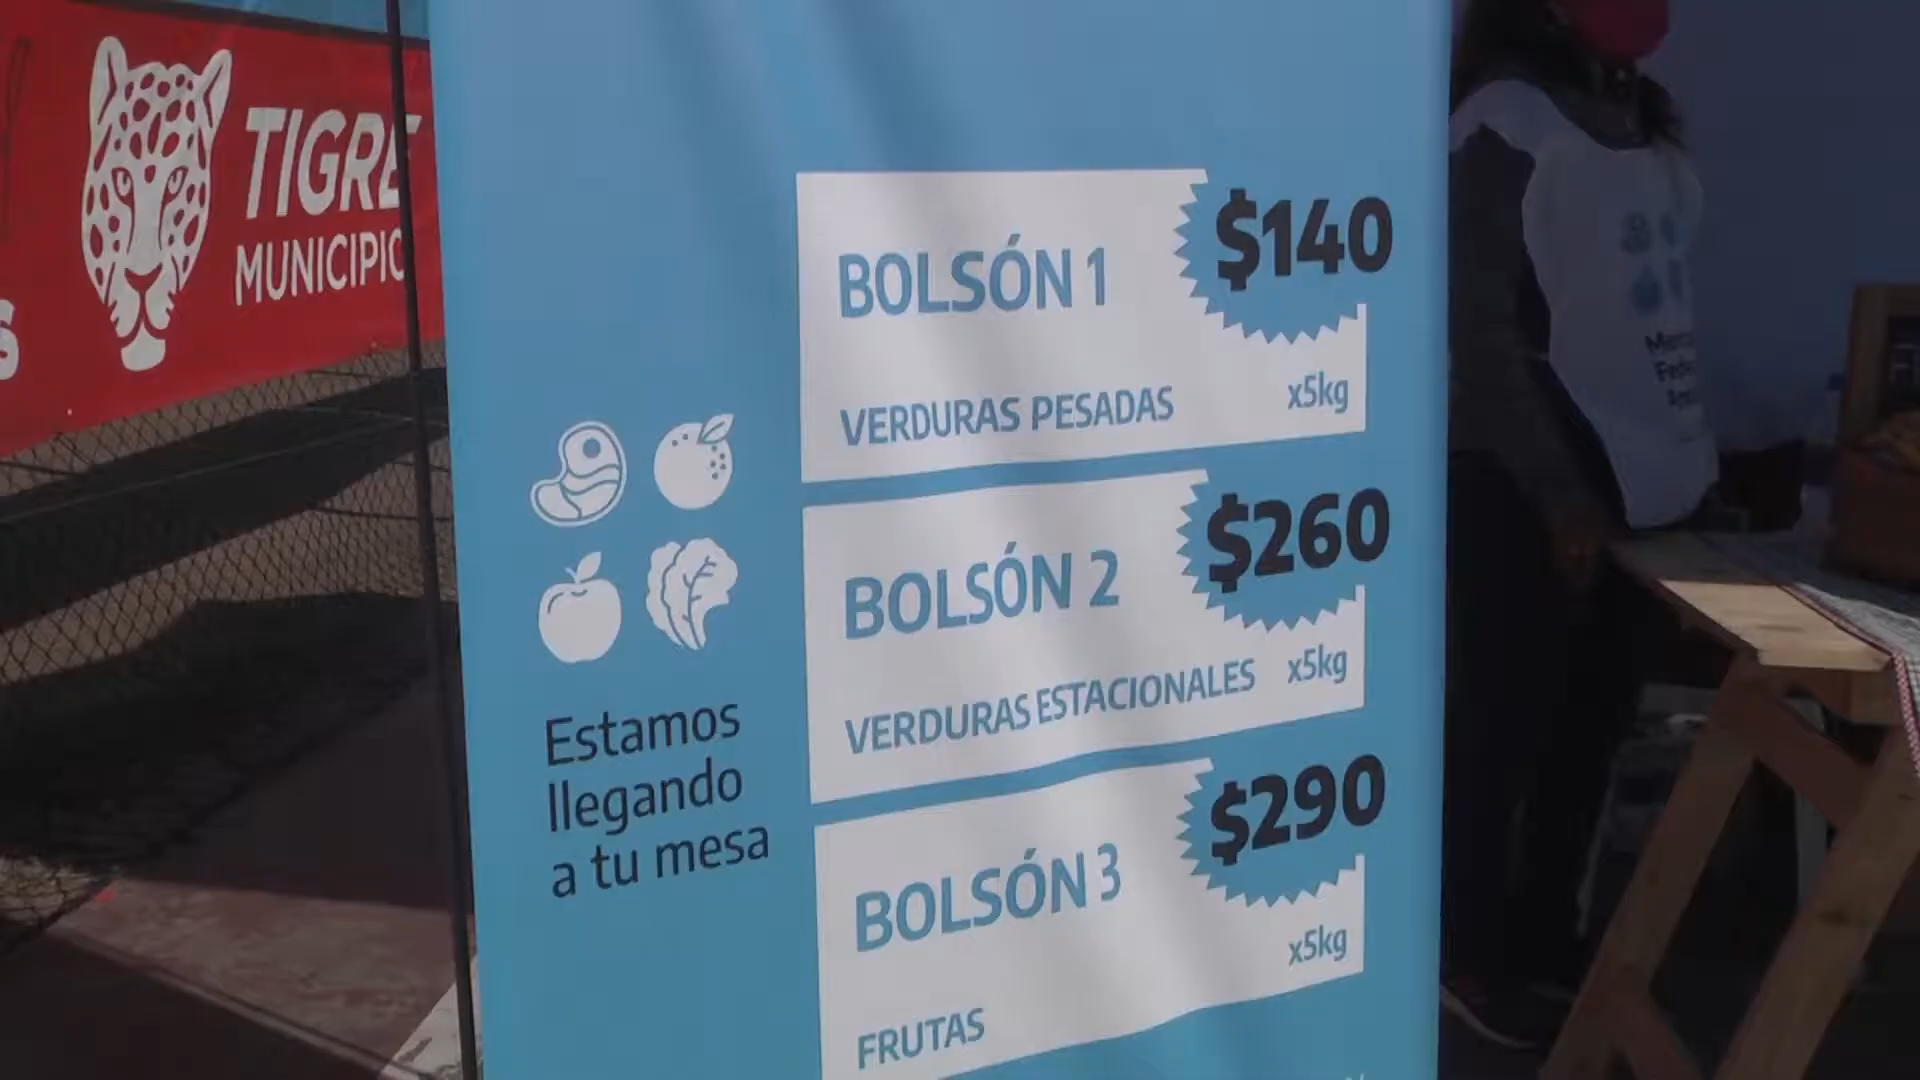 TIGRE
MUNICIPIO
BOLSÓN 1
$140
VERDURAS PESADAS
x5kg
BOLSÓN 2
$260
VERDURAS ESTACIONALES
x5kg
BOLSÓN 3
$290
x5kg
FRUTAS
Estamos
llegando
a tu mesa